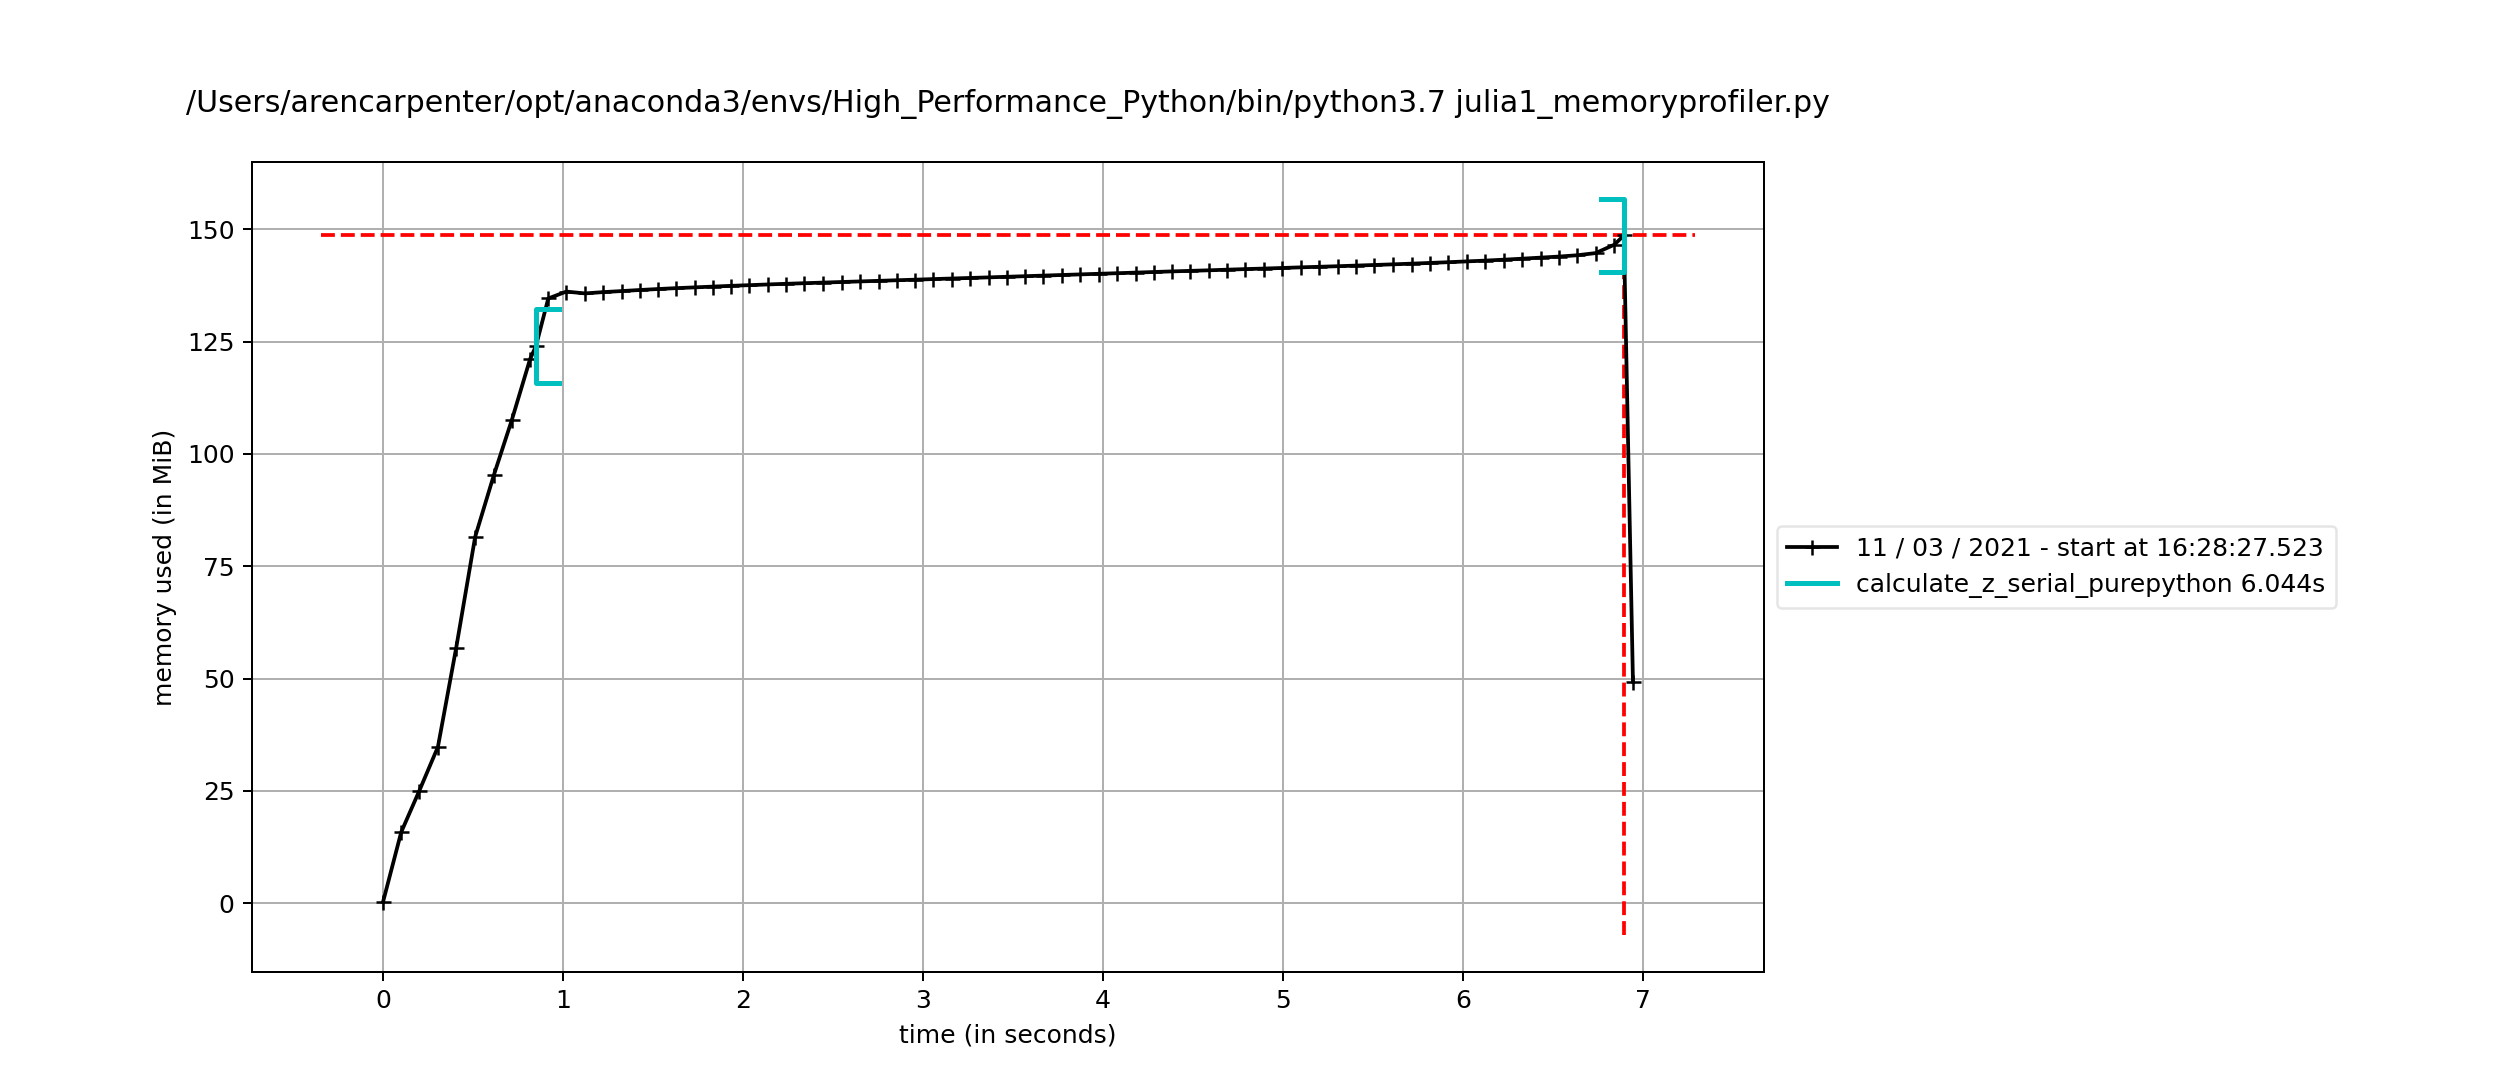 /Users/arencarpenter/opt/anaconda3/envs/High_Performance_Python/bin/python3.7 julia1_memoryprofiler.py
150
125
100
75
50
25
0
memory used (in MiB)
0 1 2 3 4 5 6 7
time (in seconds)
11 / 03 / 2021 - start at 16:28:27.523
calculate_z_serial_purepython 6.044s